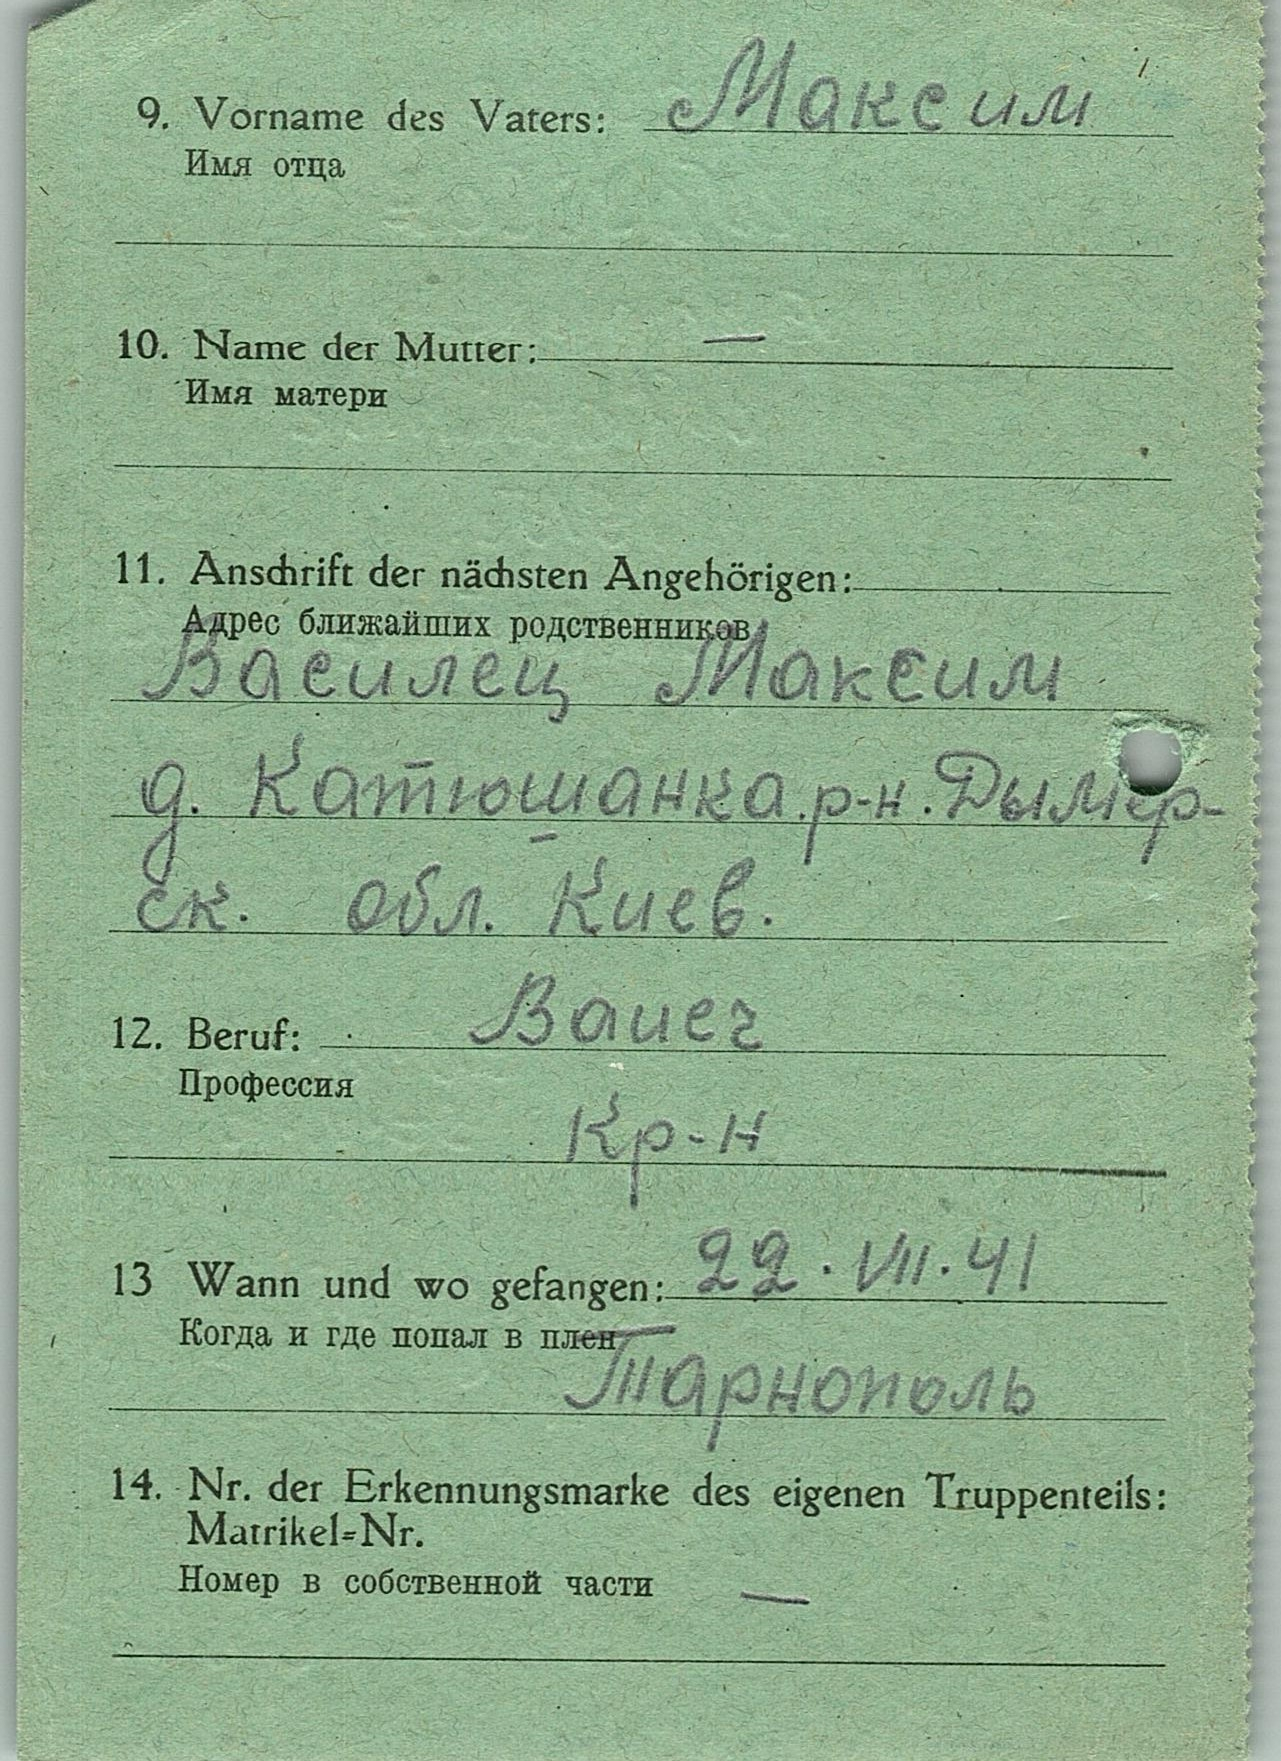 9. Vorname des Vaters: Максим
Имя отца
10. Name der Mutter: —
Имя матери
11. Anschrift der nächsten Angehörigen:
Адрес ближайших родственников
Василец Максим
д. Катюшанка р-н. Дымер-
ск. обл. Киев.
12. Beruf: Вauer
Профессия
Кр-н
13 Wann und wo gefangen: 22. VII. 41
Когда и где попал в плен
Тарнополь
14. Nr. der Erkennungsmarke des eigenen Truppenteils:
Matrikel=Nr.
Номер в собственной части —